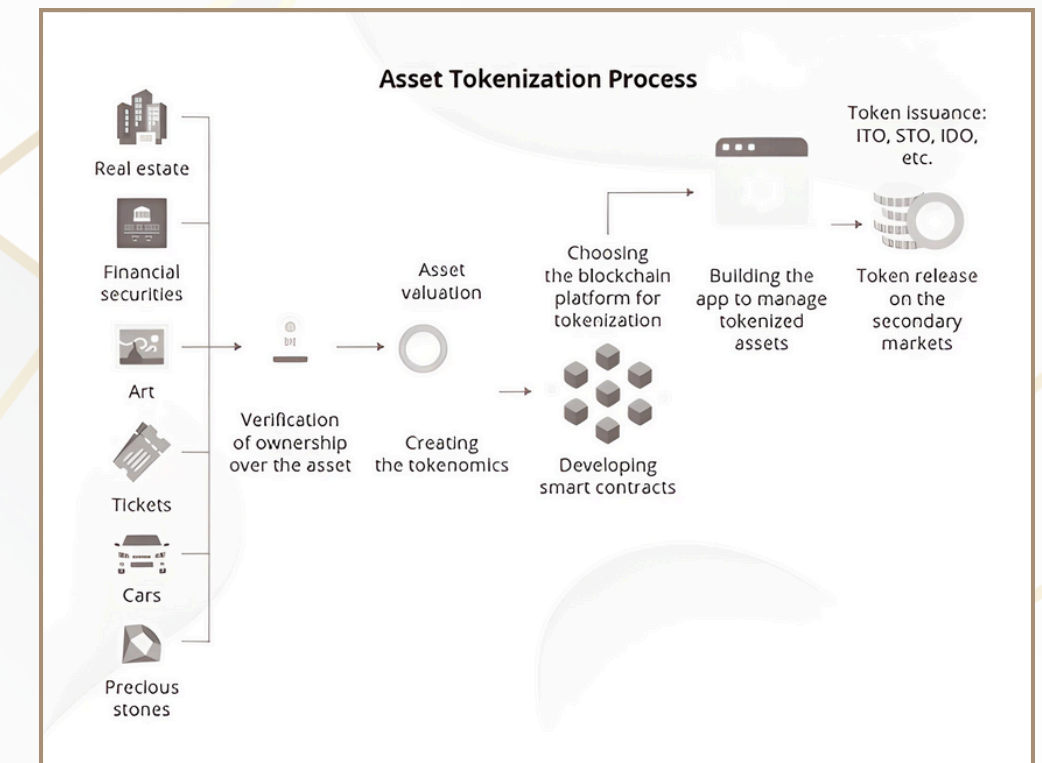 Asset Tokenization Process
Real estate
Financial
securities
Art
Tickets
Cars
Precious
stones
Verification
of ownership
over the asset
Asset
valuation
Creating
the tokenomics
Choosing
the blockchain
platform for
tokenization
Developing
smart contracts
Building the
app to manage
tokenized
assets
Token issuance:
ITO, STO, IDO,
etc.
Token release
on the
secondary
markets